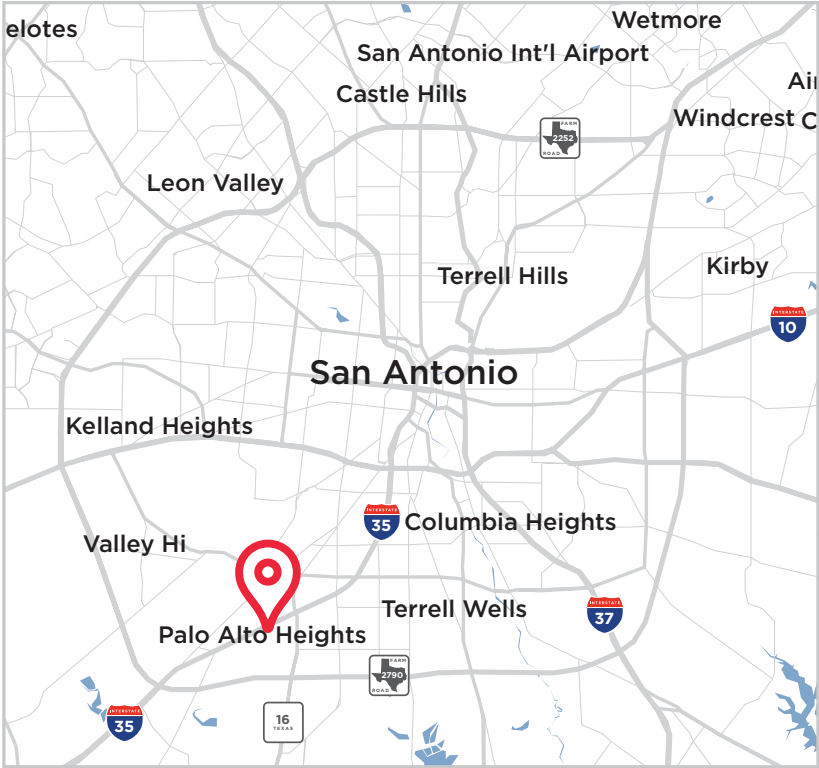 Wetmore
elotes
San Antonio Int'l Airport
Air
Castle Hills
Windcrest C
FARM
2252
ROAD
Leon Valley
Kirby
Terrell Hills
INTERSTATE
10
San Antonio
Kelland Heights
INTERSTATE
35
Columbia Heights
Valley Hi
INTERSTATE
37
Terrell Wells
Palo Alto Heights
FARM
2790
ROAD
INTERSTATE
35
16
TEXAS